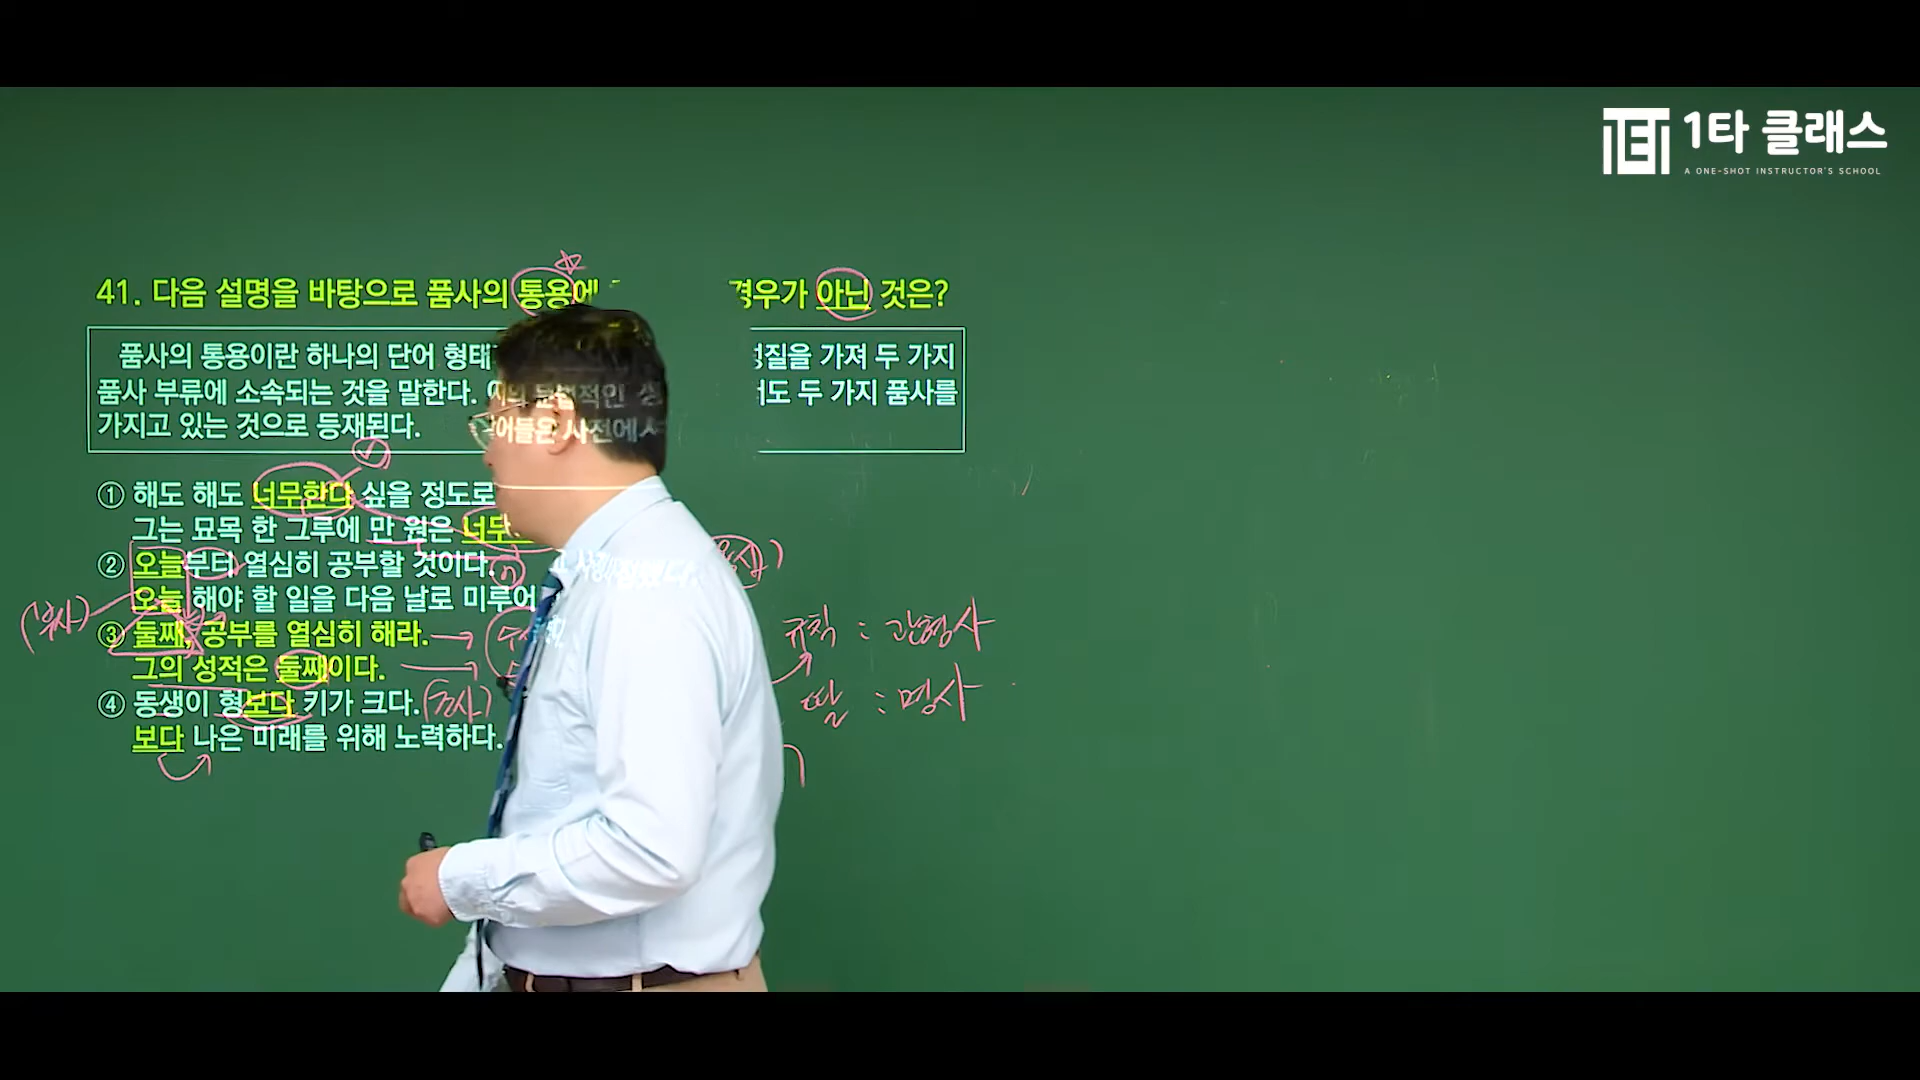 1타 클래스
A ONE-SHOT INSTRUCTOR'S SCHOOL
41. 다음 설명을 바탕으로 품사의 통용에 경우가 아닌 것은?
품사의 통용이란 하나의 단어 형태 성질을 가져 두 가지
품사 부류에 소속되는 것을 말한다. 문법적인 두 가지 품사를
가지고 있는 것으로 등재된다. 사전에서
① 해도 해도 너무한다 싶을 정도로
그는 묘목 한 그루에 만 원은
② 오늘부터 열심히 공부할 것이다.
오늘 해야 할 일을 다음 날로 미루어
(부사)
③ 둘째, 공부를 열심히 해라.
규칙 : 관형사
그의 성적은 둘째이다.
④ 동생이 형보다 키가 크다. (조사)
딸 : 명사
보다 나은 미래를 위해 노력하다.